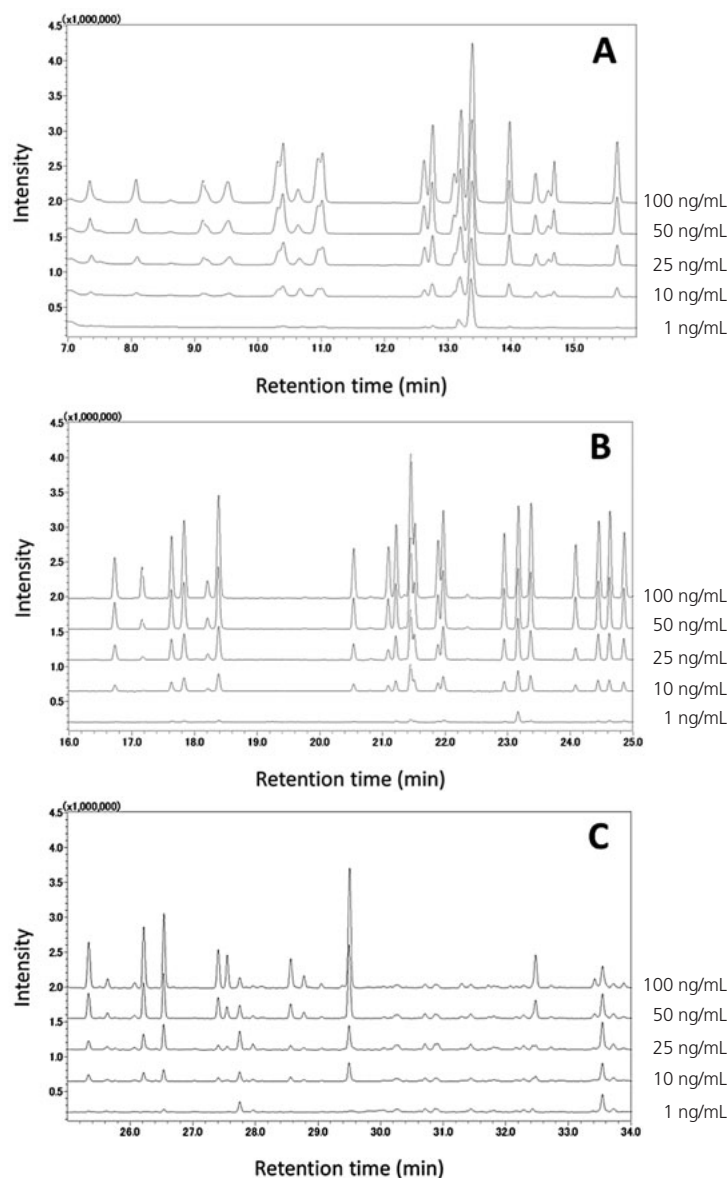 (x1,000,000)
4.5
A
4.0
3.5
3.0
2.5
2.0
1.5
1.0
0.5
Intensity
100 ng/mL
50 ng/mL
25 ng/mL
10 ng/mL
1 ng/mL
7.0 8.0 9.0 10.0 11.0 12.0 13.0 14.0 15.0
Retention time (min)
(x1,000,000)
4.5
B
4.0
3.5
3.0
2.5
2.0
1.5
1.0
0.5
Intensity
100 ng/mL
50 ng/mL
25 ng/mL
10 ng/mL
1 ng/mL
16.0 17.0 18.0 19.0 20.0 21.0 22.0 23.0 24.0 25.0
Retention time (min)
(x1,000,000)
4.5
C
4.0
3.5
3.0
2.5
2.0
1.5
1.0
0.5
Intensity
100 ng/mL
50 ng/mL
25 ng/mL
10 ng/mL
1 ng/mL
26.0 27.0 28.0 29.0 30.0 31.0 32.0 33.0 34.0
Retention time (min)